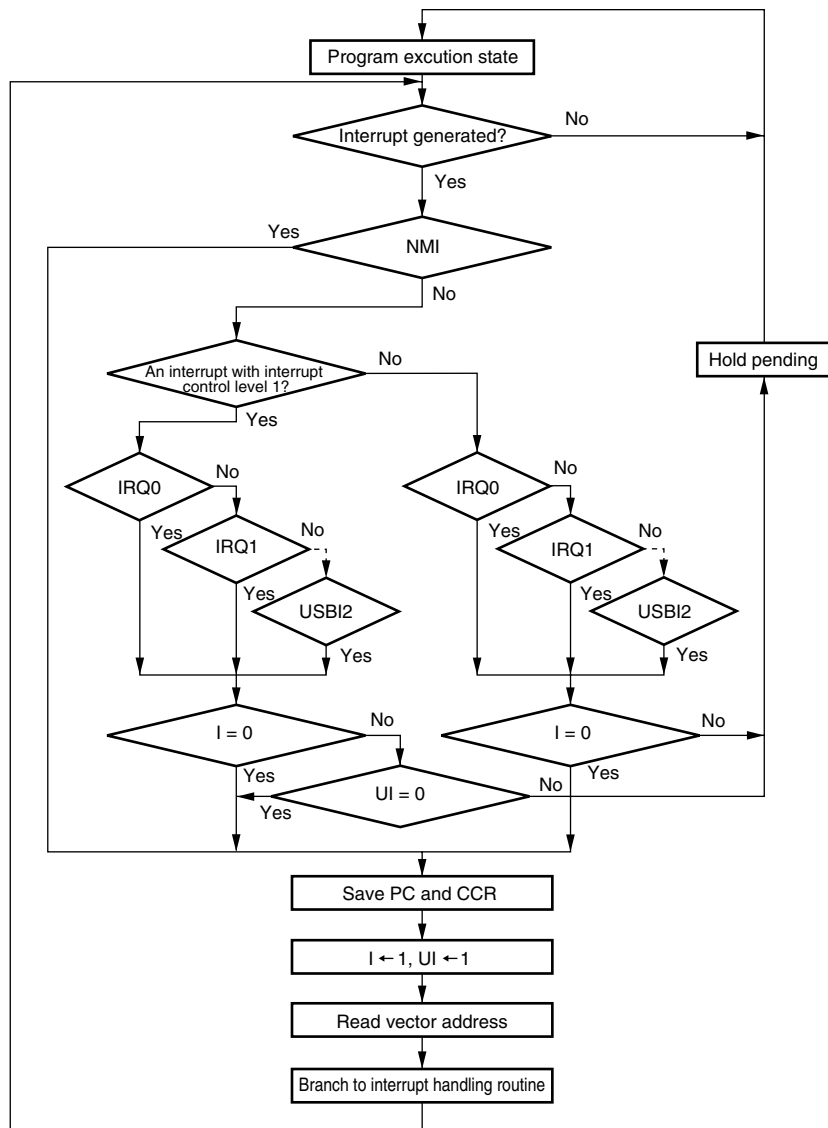 Program excution state
Interrupt generated?
No
Yes
Yes
NMI
No
An interrupt with interrupt
control level 1?
No
Hold pending
Yes
IRQ0
No
IRQ0
No
Yes
IRQ1
No
Yes
IRQ1
No
Yes
USBI2
Yes
USBI2
Yes
Yes
I = 0
No
I = 0
No
Yes
Yes
UI = 0
No
Yes
Save PC and CCR
I ← 1, UI ← 1
Read vector address
Branch to interrupt handling routine